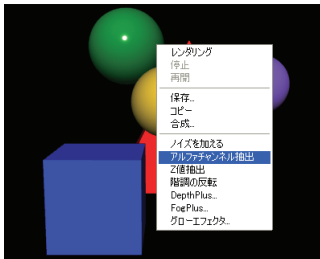 レンダリング
停止
再開
保存...
コピー
合成...
ノイズを加える
アルファチャンネル抽出
Z値抽出
階調の反転
DepthPlus...
FogPlus...
グローエフェクタ...